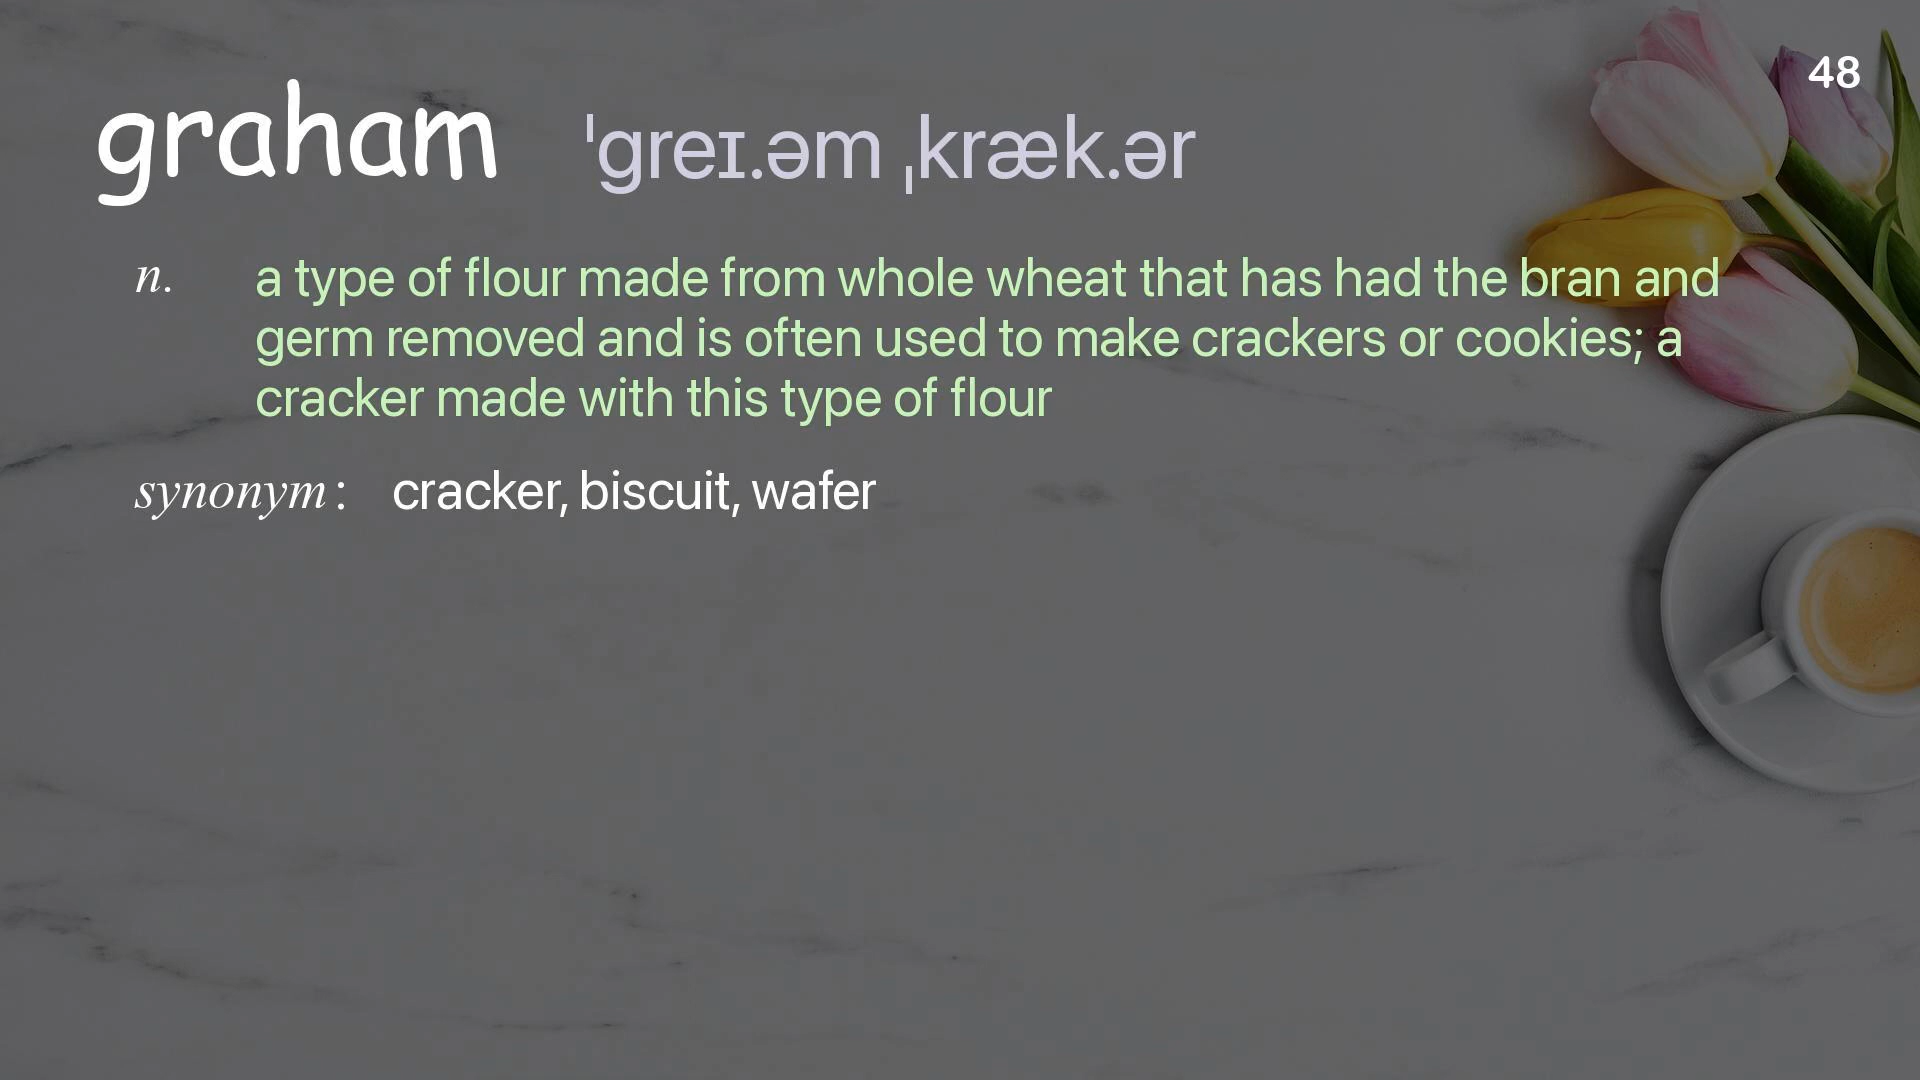 48
graham ˈɡreɪ.əm ˌkræk.ər
n. a type of flour made from whole wheat that has had the bran and
germ removed and is often used to make crackers or cookies; a
cracker made with this type of flour
synonym: cracker, biscuit, wafer